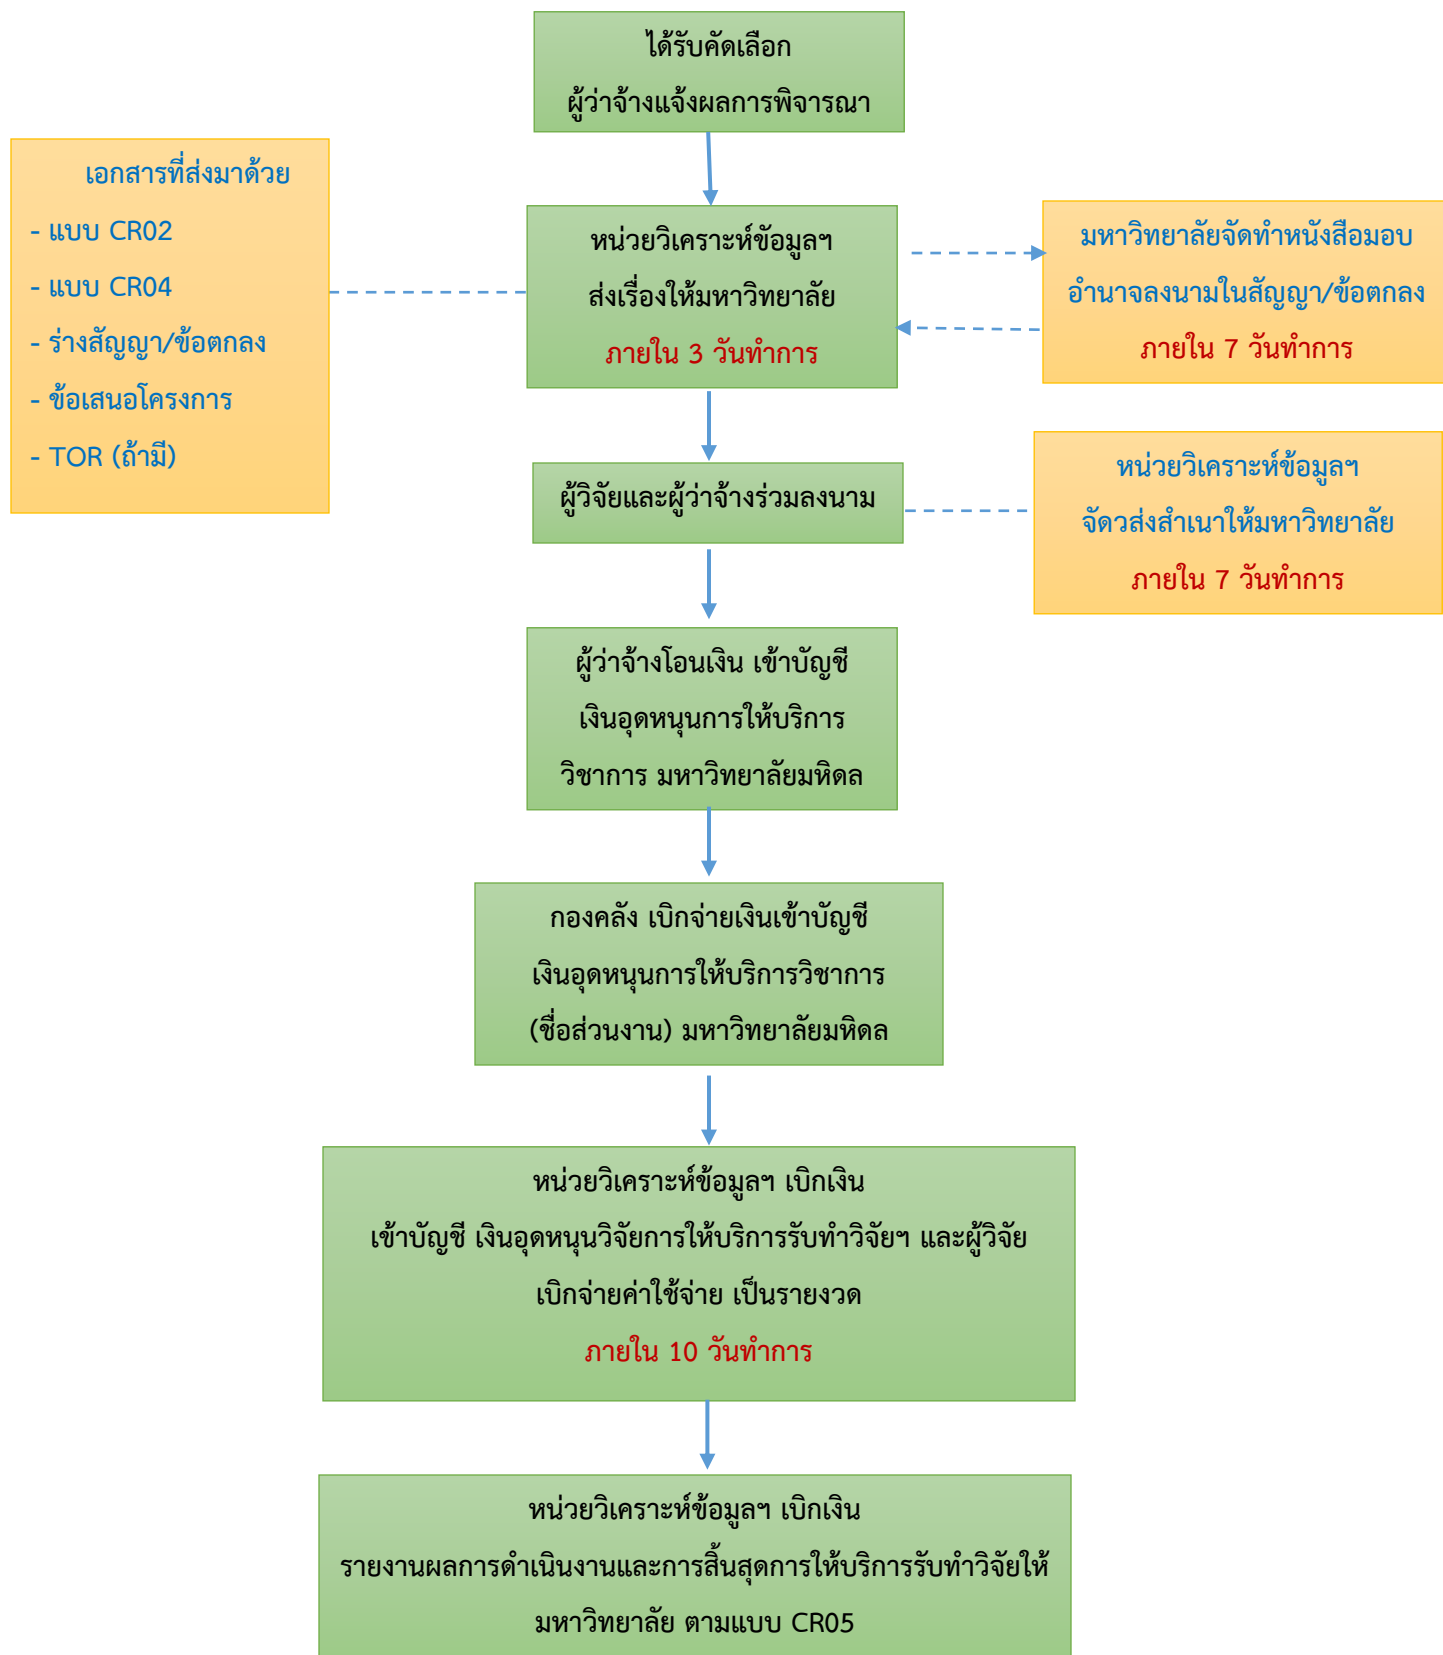 ได้รับคัดเลือก
ผู้ว่าจ้างแจ้งผลการพิจารณา
เอกสารที่ส่งมาด้วย
- แบบ CR02
- แบบ CR04
- ร่างสัญญา/ข้อตกลง
- ข้อเสนอโครงการ
- TOR (ถ้ามี)
หน่วยวิเคราะห์ข้อมูลฯ
ส่งเรื่องให้มหาวิทยาลัย
ภายใน 3 วันทำการ
มหาวิทยาลัยจัดทำหนังสือมอบ
อำนาจลงนามในสัญญา/ข้อตกลง
ภายใน 7 วันทำการ
ผู้วิจัยและผู้ว่าจ้างร่วมลงนาม
หน่วยวิเคราะห์ข้อมูลฯ
จัดวส่งสำเนาให้มหาวิทยาลัย
ภายใน 7 วันทำการ
ผู้ว่าจ้างโอนเงิน เข้าบัญชี
เงินอุดหนุนการให้บริการ
วิชาการ มหาวิทยาลัยมหิดล
กองคลัง เบิกจ่ายเงินเข้าบัญชี
เงินอุดหนุนการให้บริการวิชาการ
(ชื่อส่วนงาน) มหาวิทยาลัยมหิดล
หน่วยวิเคราะห์ข้อมูลฯ เบิกเงิน
เข้าบัญชี เงินอุดหนุนวิจัยการให้บริการรับทำวิจัยฯ และผู้วิจัย
เบิกจ่ายค่าใช้จ่าย เป็นรายงวด
ภายใน 10 วันทำการ
หน่วยวิเคราะห์ข้อมูลฯ เบิกเงิน
รายงานผลการดำเนินงานและการสิ้นสุดการให้บริการรับทำวิจัยให้
มหาวิทยาลัย ตามแบบ CR05